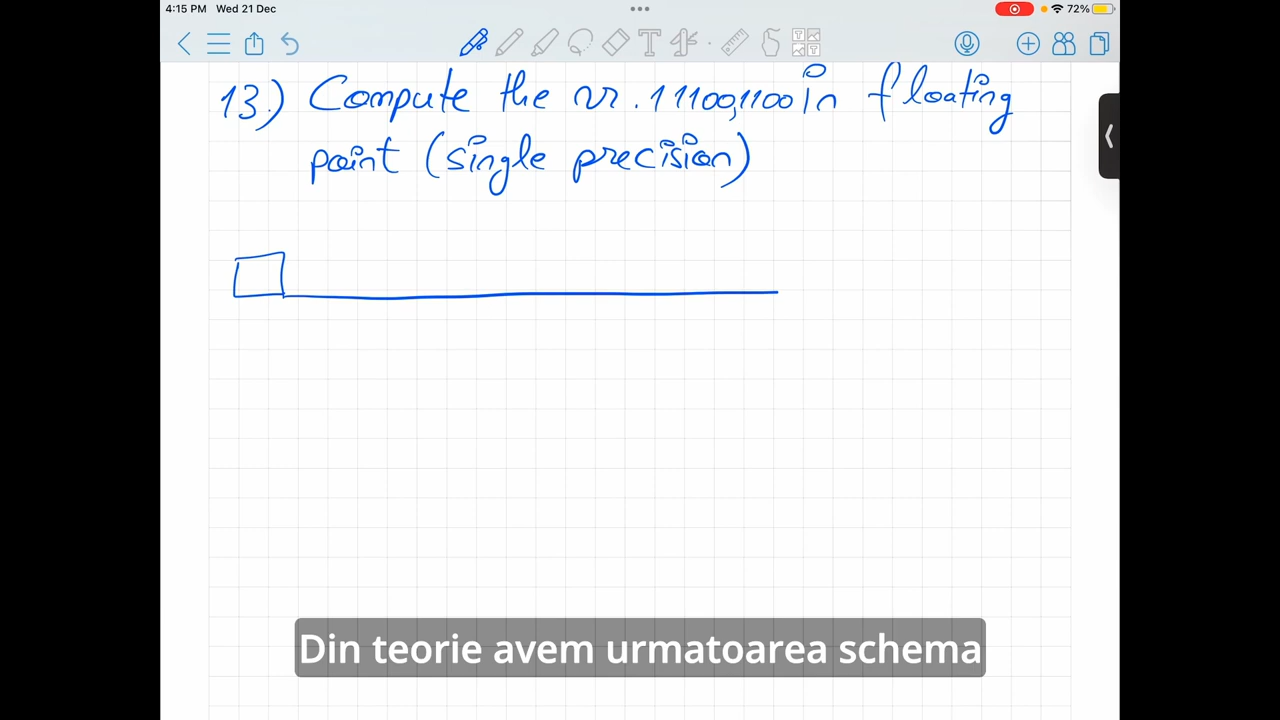 4:15 PM Wed 21 Dec
72%
13.) Compute the nr. 11100,1100 in floating
point (single precision)
Din teorie avem urmatoarea schema